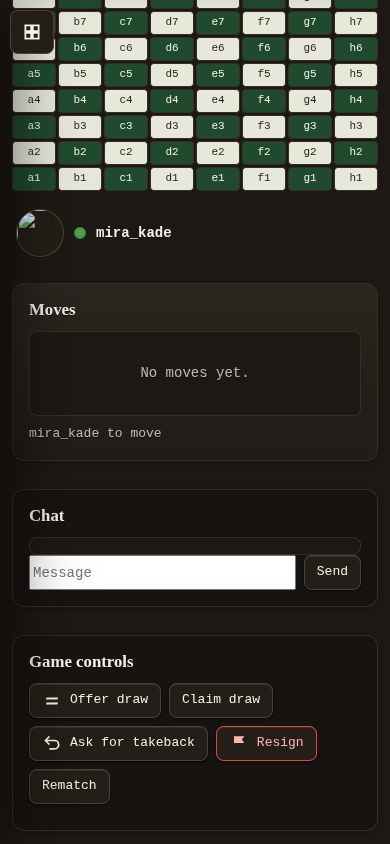 b7 c7 d7 e7 f7 g7 h7
b6 c6 d6 e6 f6 g6 h6
a5 b5 c5 d5 e5 f5 g5 h5
a4 b4 c4 d4 e4 f4 g4 h4
a3 b3 c3 d3 e3 f3 g3 h3
a2 b2 c2 d2 e2 f2 g2 h2
a1 b1 c1 d1 e1 f1 g1 h1
mira_kade
Moves
No moves yet.
mira_kade to move
Chat
Message Send
Game controls
Offer draw Claim draw
Ask for takeback Resign
Rematch